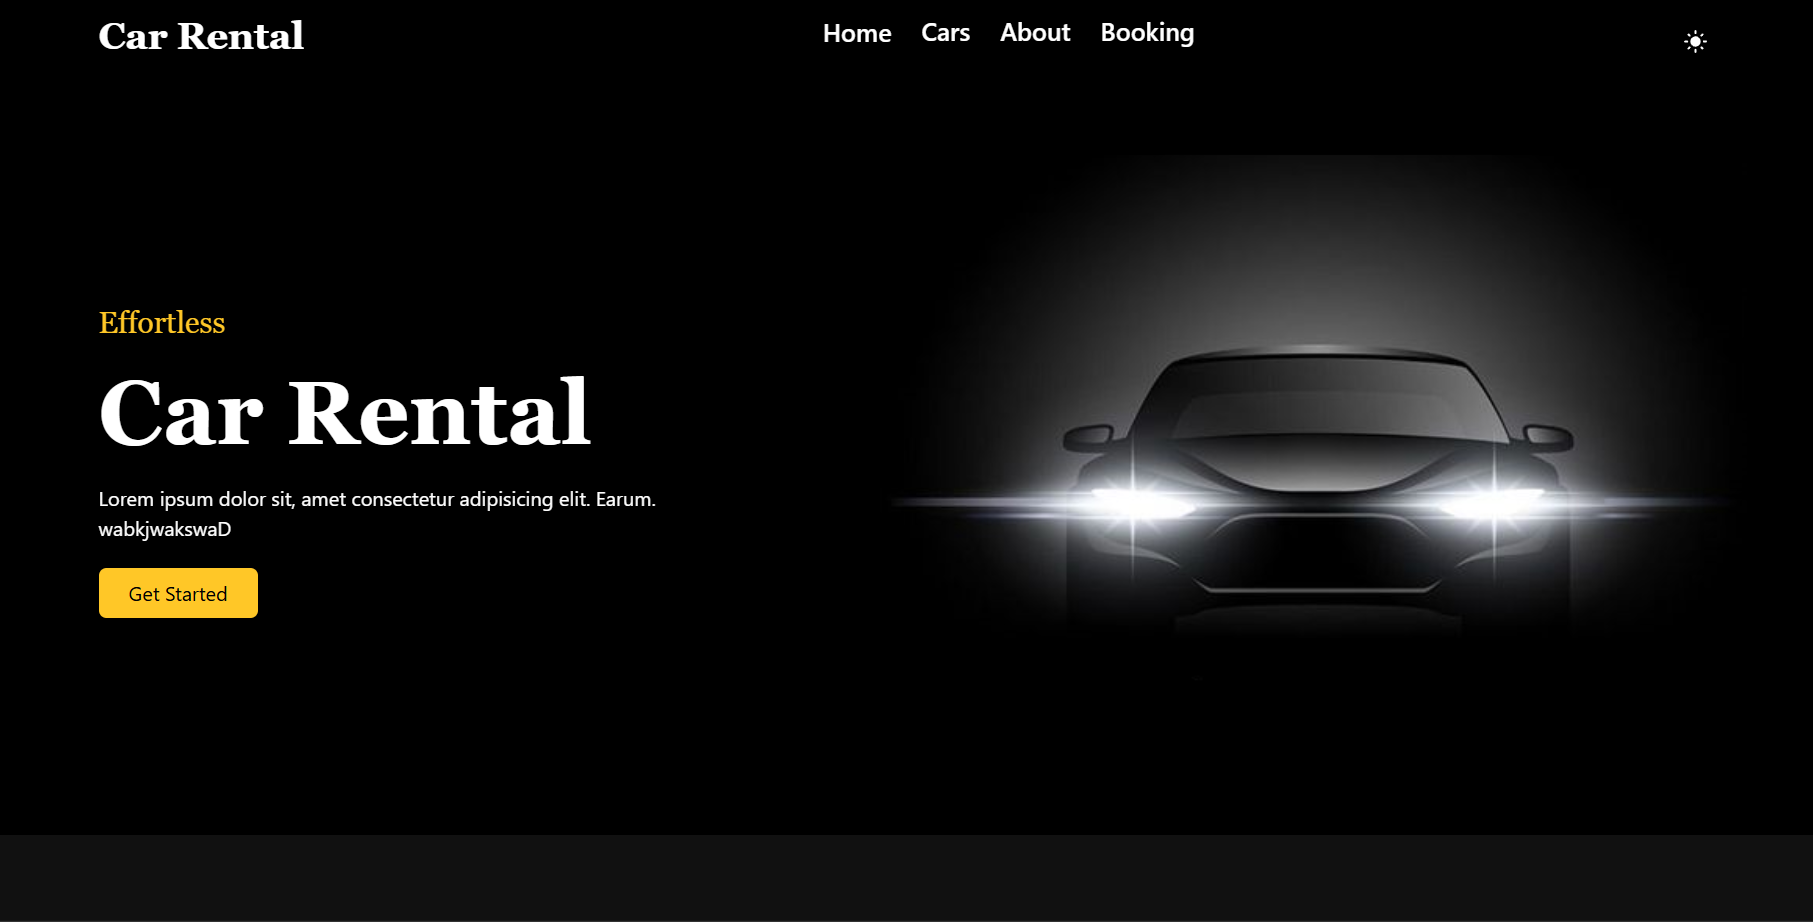 Car Rental
Home Cars About Booking
Effortless
Car Rental
Lorem ipsum dolor sit, amet consectetur adipisicing elit. Earum.
wabkjwakswaD
Get Started